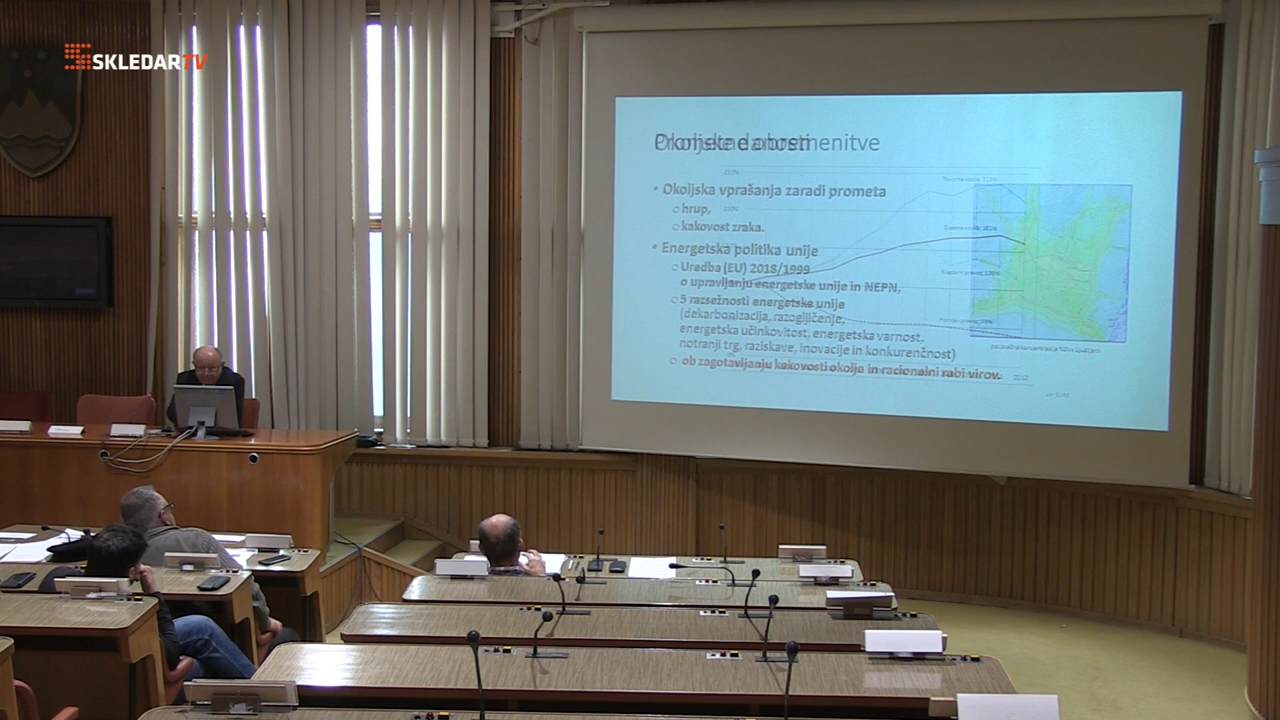 SKLEDARTV
• Okoljska vprašanja zaradi prometa
○ hrup,
○ kakovost zraka.
• Energetska politika unije
○ Uredba (EU) 2018/1999
o upravljanju energetske unije in NEPN,
○ 5 razsežnosti energetske unije
(dekarbonizacija, razogljičenje,
energetska učinkovitost, energetska varnost,
notranji trg, raziskave, inovacije in konkurenčnost)
○ ob zagotavljanju kakovosti okolja in racionalni rabi virov.